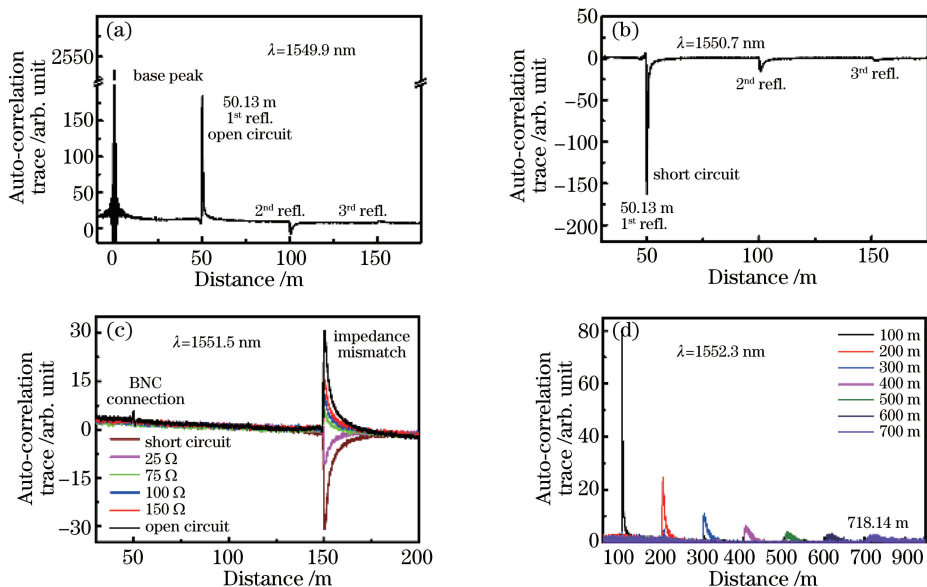 (a)
λ=1549.9 nm
2550
base peak
50.13 m
1st refl.
open circuit
150
100
50
0
2nd refl.
3rd refl.
Auto-correlation
trace /arb. unit
0
50
100
150
Distance /m
(b)
λ=1550.7 nm
50
0
−50
−100
−150
−200
2nd refl.
3rd refl.
short circuit
50.13 m
1st refl.
Auto-correlation
trace /arb. unit
50
100
150
Distance /m
(c)
λ=1551.5 nm
impedance
mismatch
BNC
connection
30
15
0
−15
−30
short circuit
25 Ω
75 Ω
100 Ω
150 Ω
open circuit
Auto-correlation
trace /arb. unit
50
100
150
200
Distance /m
(d)
λ=1552.3 nm
80
60
40
20
0
100 m
200 m
300 m
400 m
500 m
600 m
700 m
718.14 m
Auto-correlation
trace /arb. unit
100
200
300
400
500
600
700
900
Distance /m